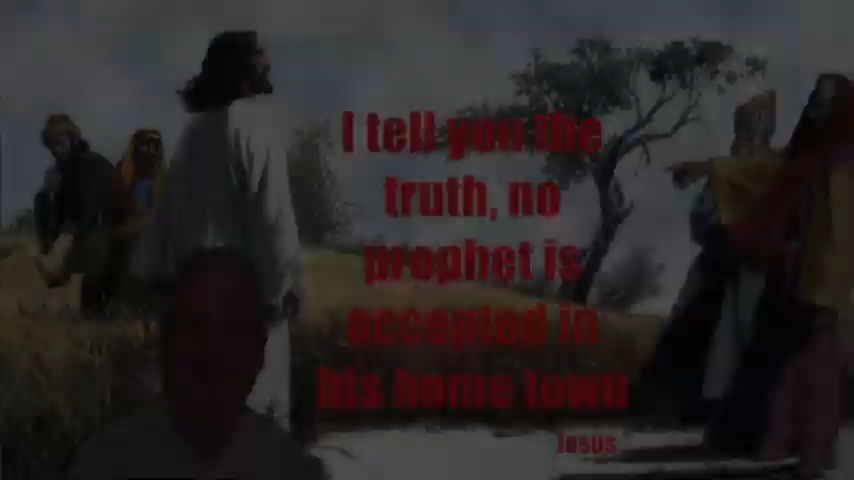 I tell you the
truth, no
prophet is
accepted in
his home town
Jesus